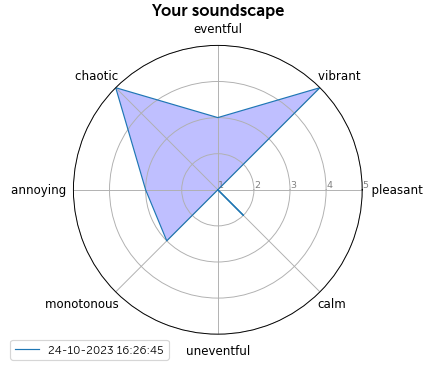 Your soundscape
eventful
chaotic
vibrant
annoying
1
2
3
4
5
pleasant
monotonous
calm
uneventful
24-10-2023 16:26:45